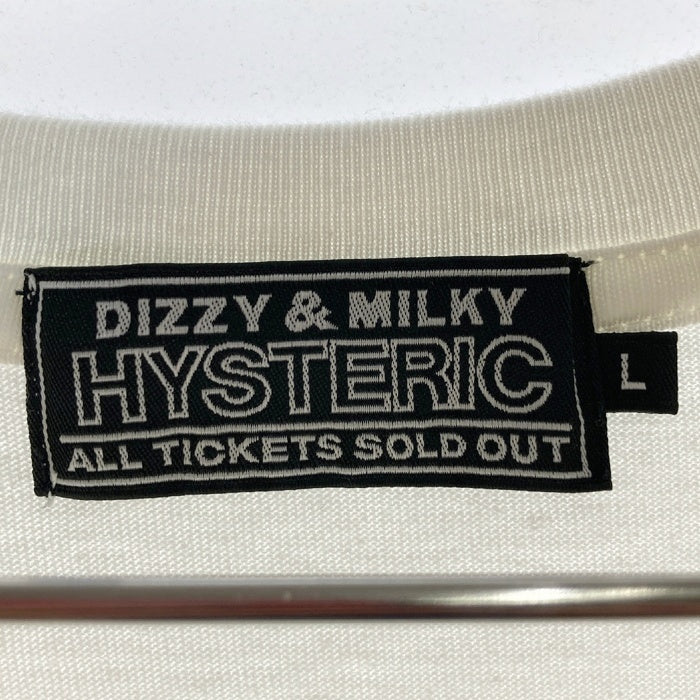 DIZZY & MILKY
HYSTERIC
ALL TICKETS SOLD OUT
L